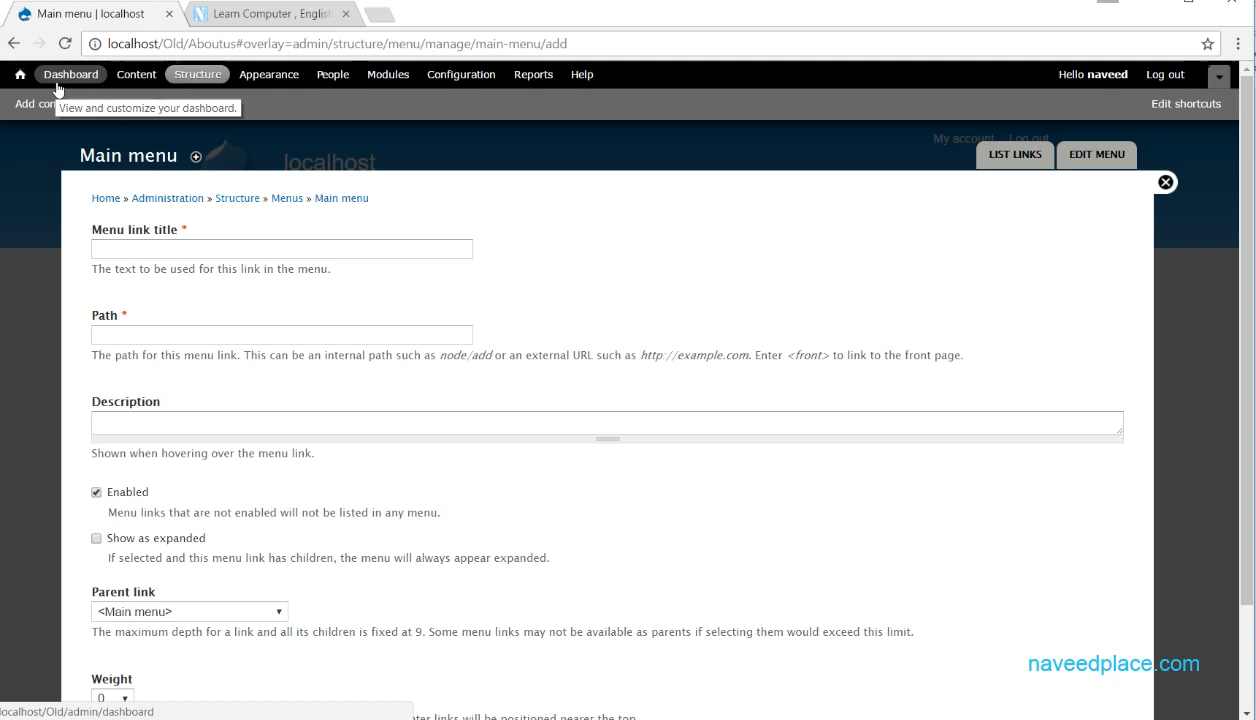 Main menu | localhost
Learn Computer , English
localhost/Old/Aboutus#overlay=admin/structure/menu/manage/main-menu/add
Dashboard Content Structure Appearance People Modules Configuration Reports Help Hello naveed Log out
Add
View and customize your dashboard.
Edit shortcuts
My account Log out
Main menu
localhost
LIST LINKS EDIT MENU
Home » Administration » Structure » Menus » Main menu
Menu link title *
The text to be used for this link in the menu.
Path *
The path for this menu link. This can be an internal path such as node/add or an external URL such as http://example.com. Enter <front> to link to the front page.
Description
Shown when hovering over the menu link.
Enabled
Menu links that are not enabled will not be listed in any menu.
Show as expanded
If selected and this menu link has children, the menu will always appear expanded.
Parent link
<Main menu>
The maximum depth for a link and all its children is fixed at 9. Some menu links may not be available as parents if selecting them would exceed this limit.
naveedplace.com
Weight
0
localhost/Old/admin/dashboard
links will be positioned nearer the top.